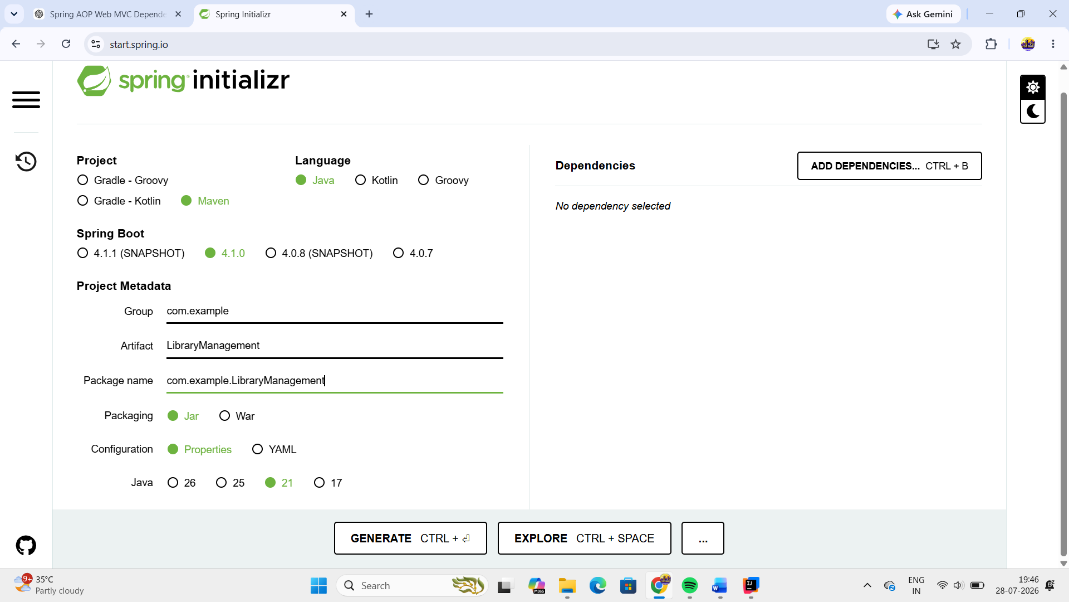 Spring AOP Web MVC Depende
Spring Initializr
Ask Gemini
start.spring.io
spring initializr
Project
Gradle - Groovy
Gradle - Kotlin
Maven
Language
Java
Kotlin
Groovy
Spring Boot
4.1.1 (SNAPSHOT)
4.1.0
4.0.8 (SNAPSHOT)
4.0.7
Project Metadata
Group
com.example
Artifact
LibraryManagement
Package name
com.example.LibraryManagement
Packaging
Jar
War
Configuration
Properties
YAML
Java
26
25
21
17
Dependencies
ADD DEPENDENCIES... CTRL + B
No dependency selected
GENERATE CTRL + ⏎
EXPLORE CTRL + SPACE
...
9+
35°C
Partly cloudy
Search
ENG
IN
19:46
28-07-2026